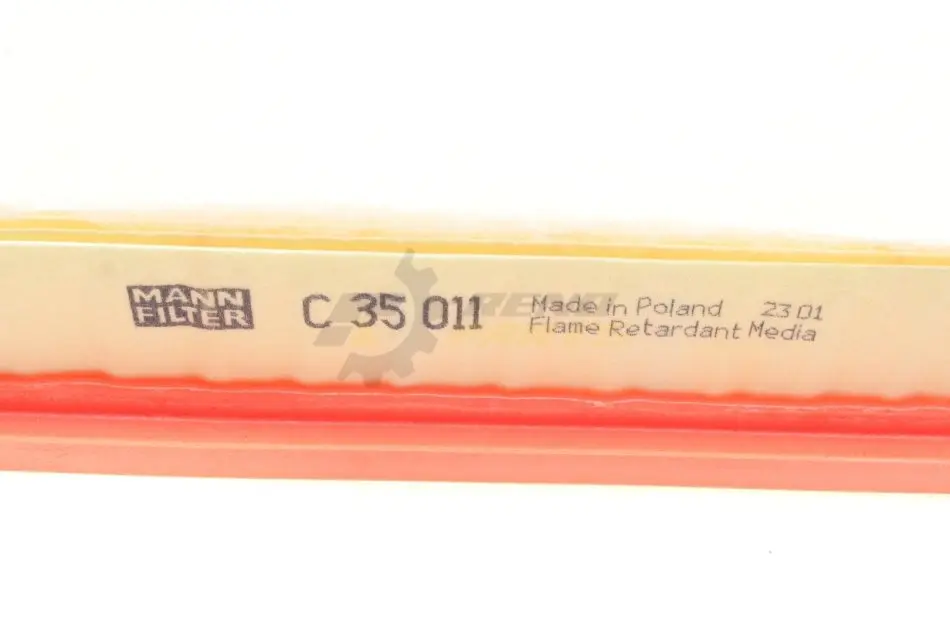 MANN
FILTER
C 35 011
Made in Poland 23 01
Flame Retardant Media